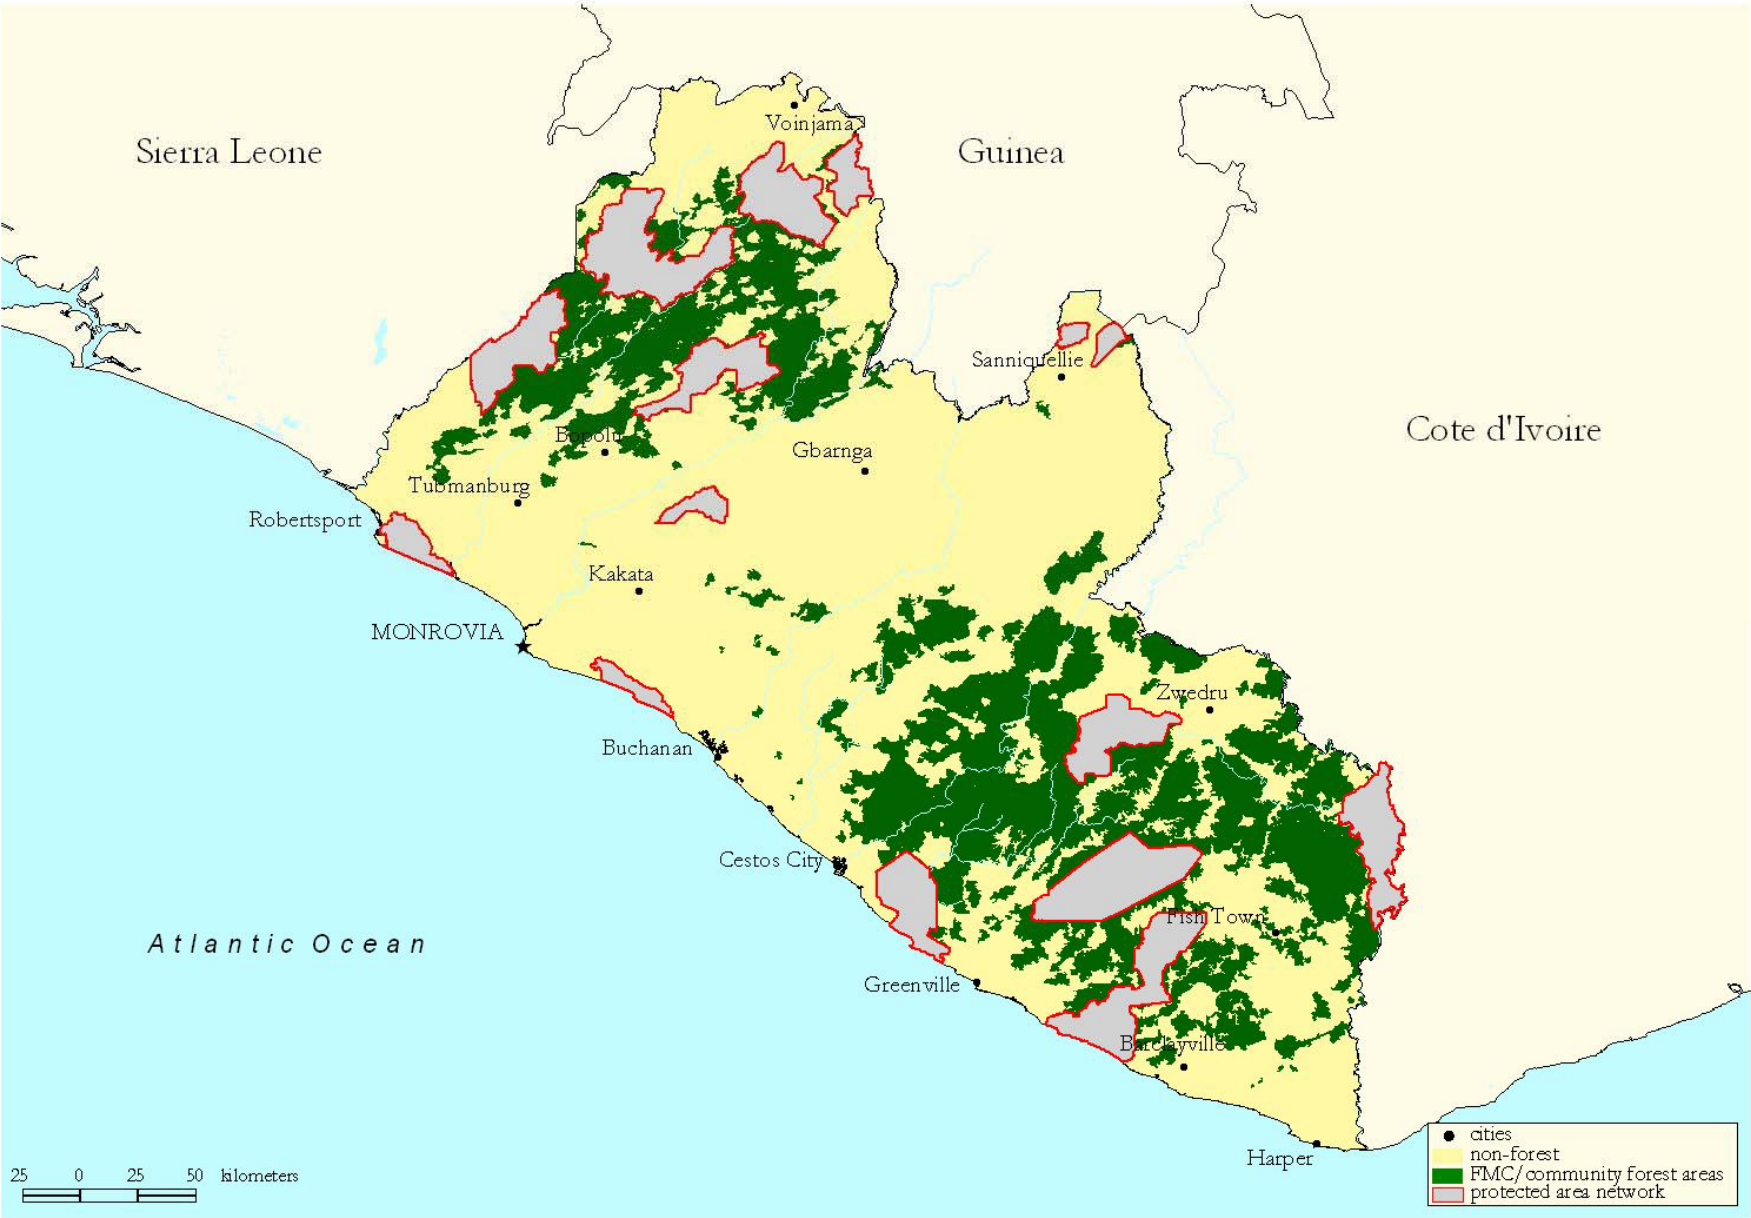 Voinjama
Sierra Leone
Guinea
Sanniquellie
Cote d'Ivoire
Bopolu
Gbarnga
Tubmanburg
Robertsport
Kakata
MONROVIA
Zwedru
Buchanan
Cestos City
Fish Town
Atlantic Ocean
Greenville
Barclayville
Harper
25 0 25 50 kilometers
cities
non-forest
FMC/community forest areas
protected area network